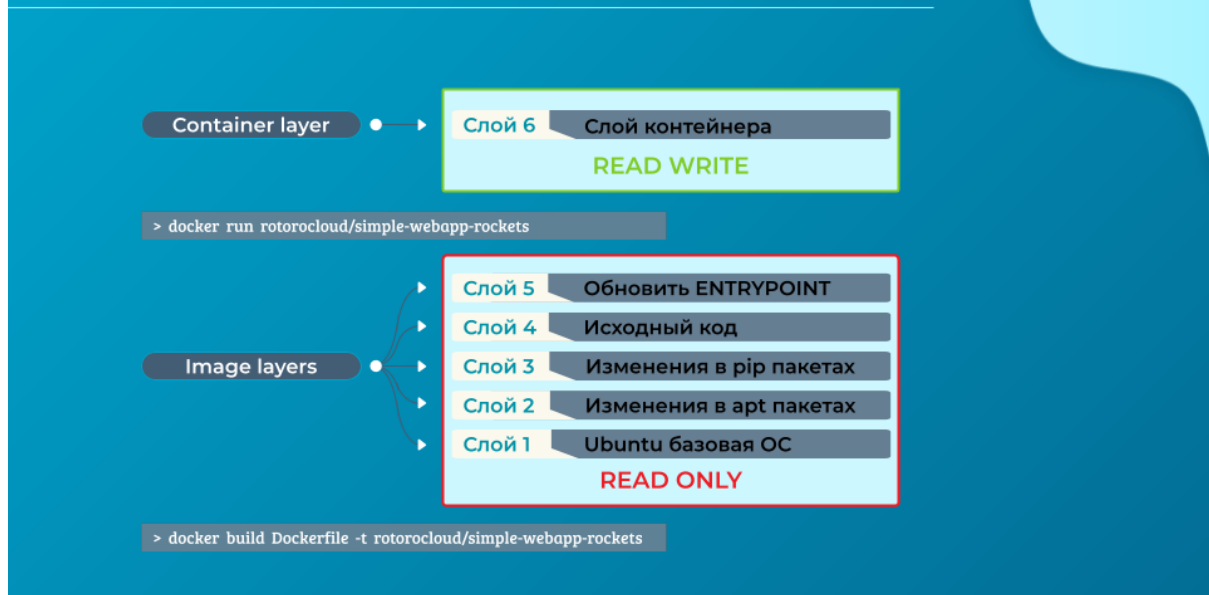 Container layer
Слой 6 Слой контейнера
READ WRITE
> docker run rotorocloud/simple-webapp-rockets
Image layers
Слой 5 Обновить ENTRYPOINT
Слой 4 Исходный код
Слой 3 Изменения в pip пакетах
Слой 2 Изменения в apt пакетах
Слой 1 Ubuntu базовая ОС
READ ONLY
> docker build Dockerfile -t rotorocloud/simple-webapp-rockets